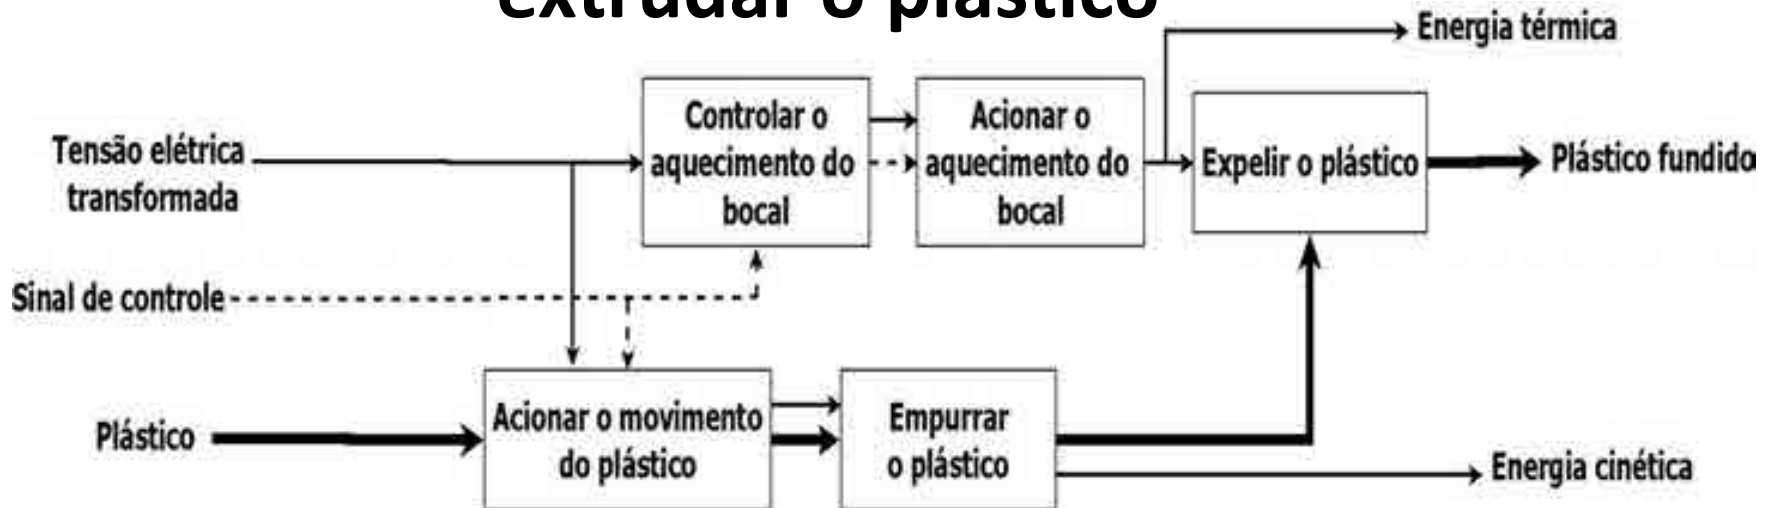 extrudar o plástico
Energia térmica
Controlar o
aquecimento do
bocal
Acionar o
aquecimento do
bocal
Expelir o plástico
Plástico fundido
Tensão elétrica
transformada
Sinal de controle
Plástico
Acionar o movimento
do plástico
Empurrar
o plástico
Energia cinética